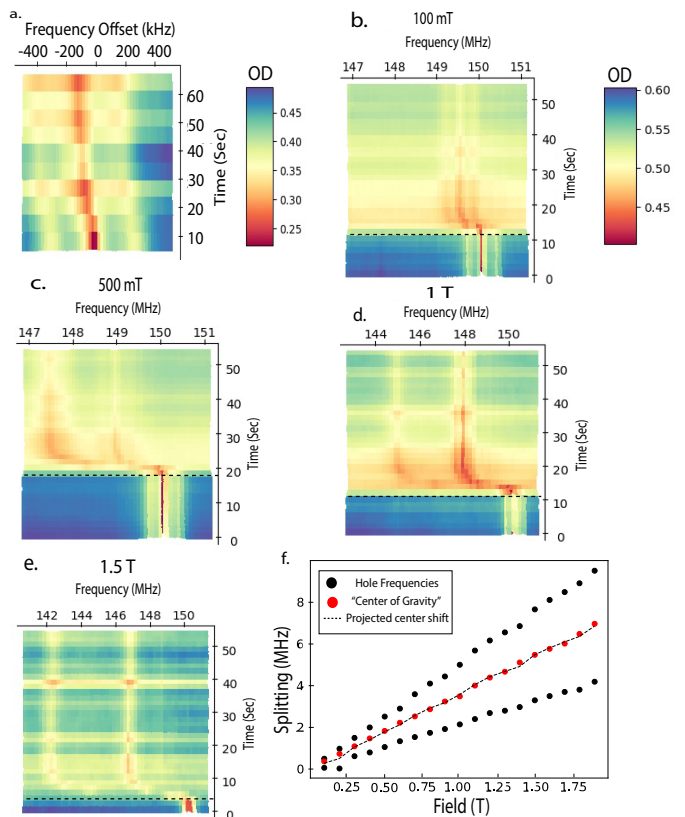 a.
Frequency Offset (kHz)
-400 -200 0 200 400
OD
0.45
0.40
0.35
0.30
0.25
60
50
40
30
20
10
Time (Sec)
b.
100 mT
Frequency (MHz)
147 148 149 150 151
50
40
30
20
10
0
Time (Sec)
OD
0.60
0.55
0.50
0.45
c.
500 mT
Frequency (MHz)
147 148 149 150 151
50
40
30
20
10
0
Time (Sec)
1 T
d.
Frequency (MHz)
144 146 148 150
50
40
30
20
10
0
Time (Sec)
e.
1.5 T
Frequency (MHz)
142 144 146 148 150
50
40
30
20
10
0
Time (Sec)
f.
Hole Frequencies
"Center of Gravity"
Projected center shift
Splitting (MHz)
8
6
4
2
0
0.25 0.50 0.75 1.00 1.25 1.50 1.75
Field (T)